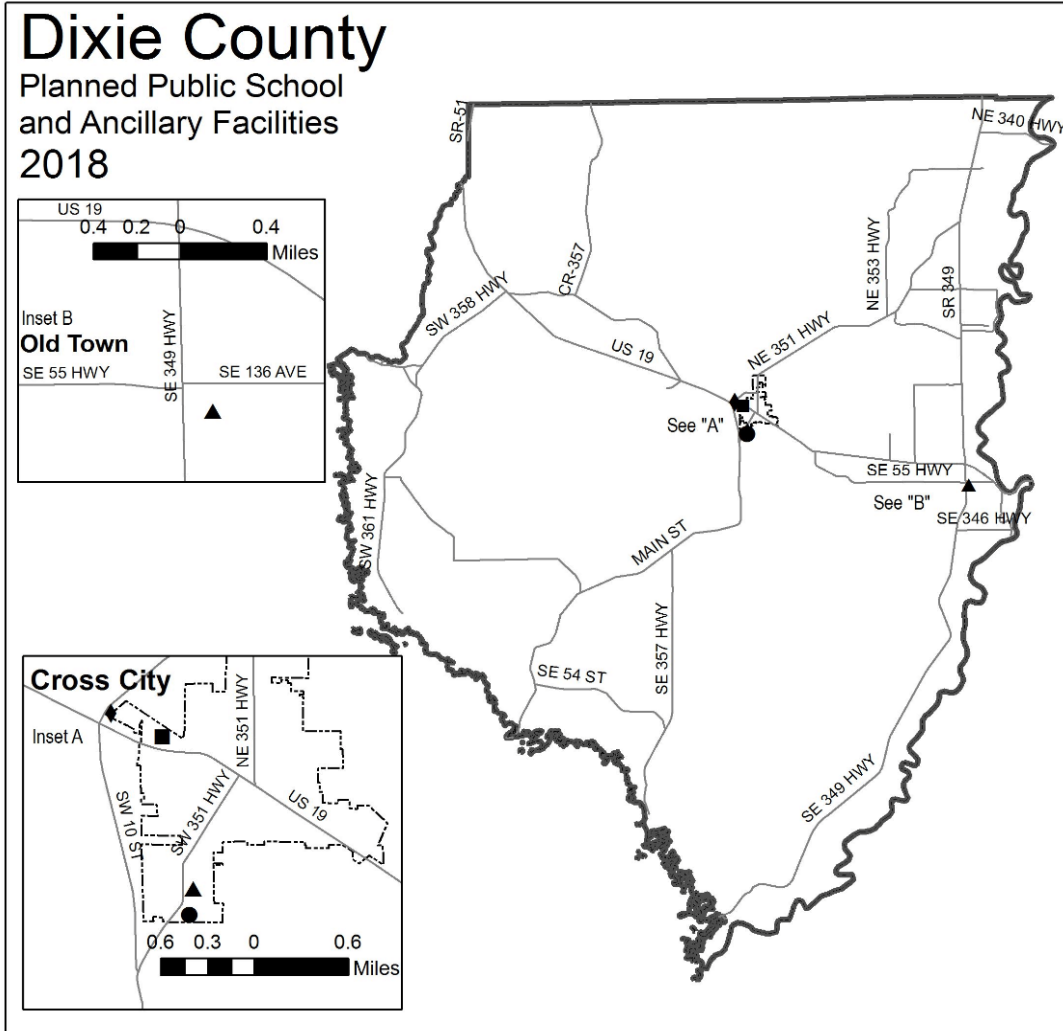 Dixie County
Planned Public School
and Ancillary Facilities
2018
SR-51
NE 340 HWY
US 19
0.4 0.2 0 0.4
Miles
Inset B
Old Town
SE 349 HWY
SE 55 HWY
SE 136 AVE
CR-357
SW 358 HWY
NE 353 HWY
SR 349
NE 351 HWY
US 19
See "A"
SE 55 HWY
See "B"
SE 346 HWY
SW 361 HWY
MAIN ST
SE 357 HWY
SE 54 ST
SE 349 HWY
Cross City
Inset A
NE 351 HWY
SW 10 ST
SW 351 HWY
US 19
0.6 0.3 0 0.6
Miles